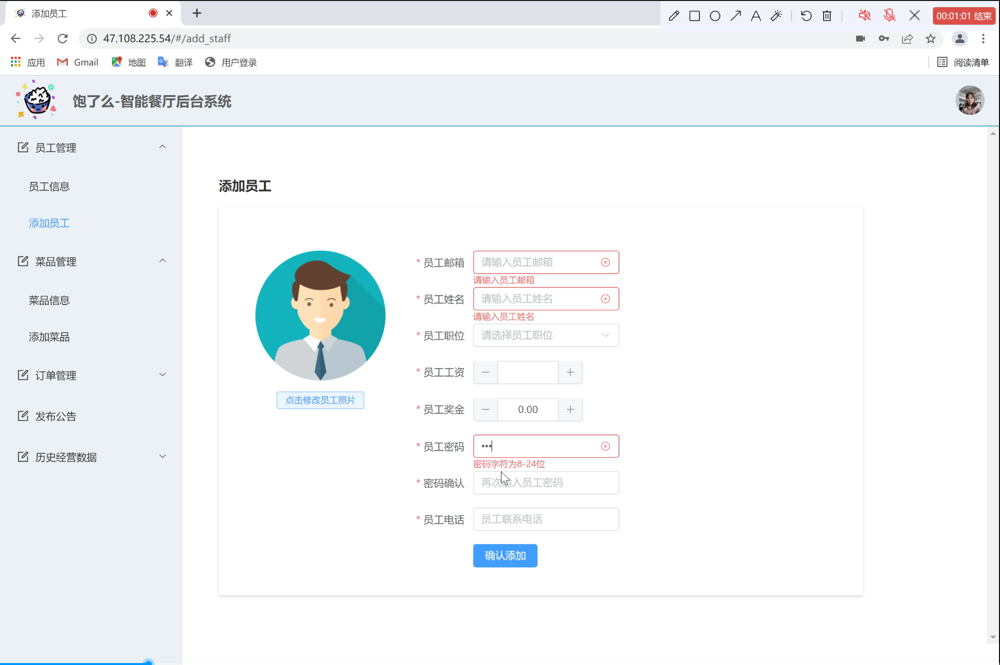 添加员工
00:01:01 结束
47.108.225.54/#/add_staff
应用
Gmail
地图
翻译
用户登录
阅读清单
饱了么-智能餐厅后台系统
员工管理
员工信息
添加员工
菜品管理
菜品信息
添加菜品
订单管理
发布公告
历史经营数据
添加员工
点击修改员工照片
* 员工邮箱 请输入员工邮箱
请输入员工邮箱
* 员工姓名 请输入员工姓名
请输入员工姓名
* 员工职位 请选择员工职位
* 员工工资
* 员工奖金 0.00
* 员工密码 •••
密码字符为8-24位
* 密码确认 再次输入员工密码
* 员工电话 员工联系电话
确认添加